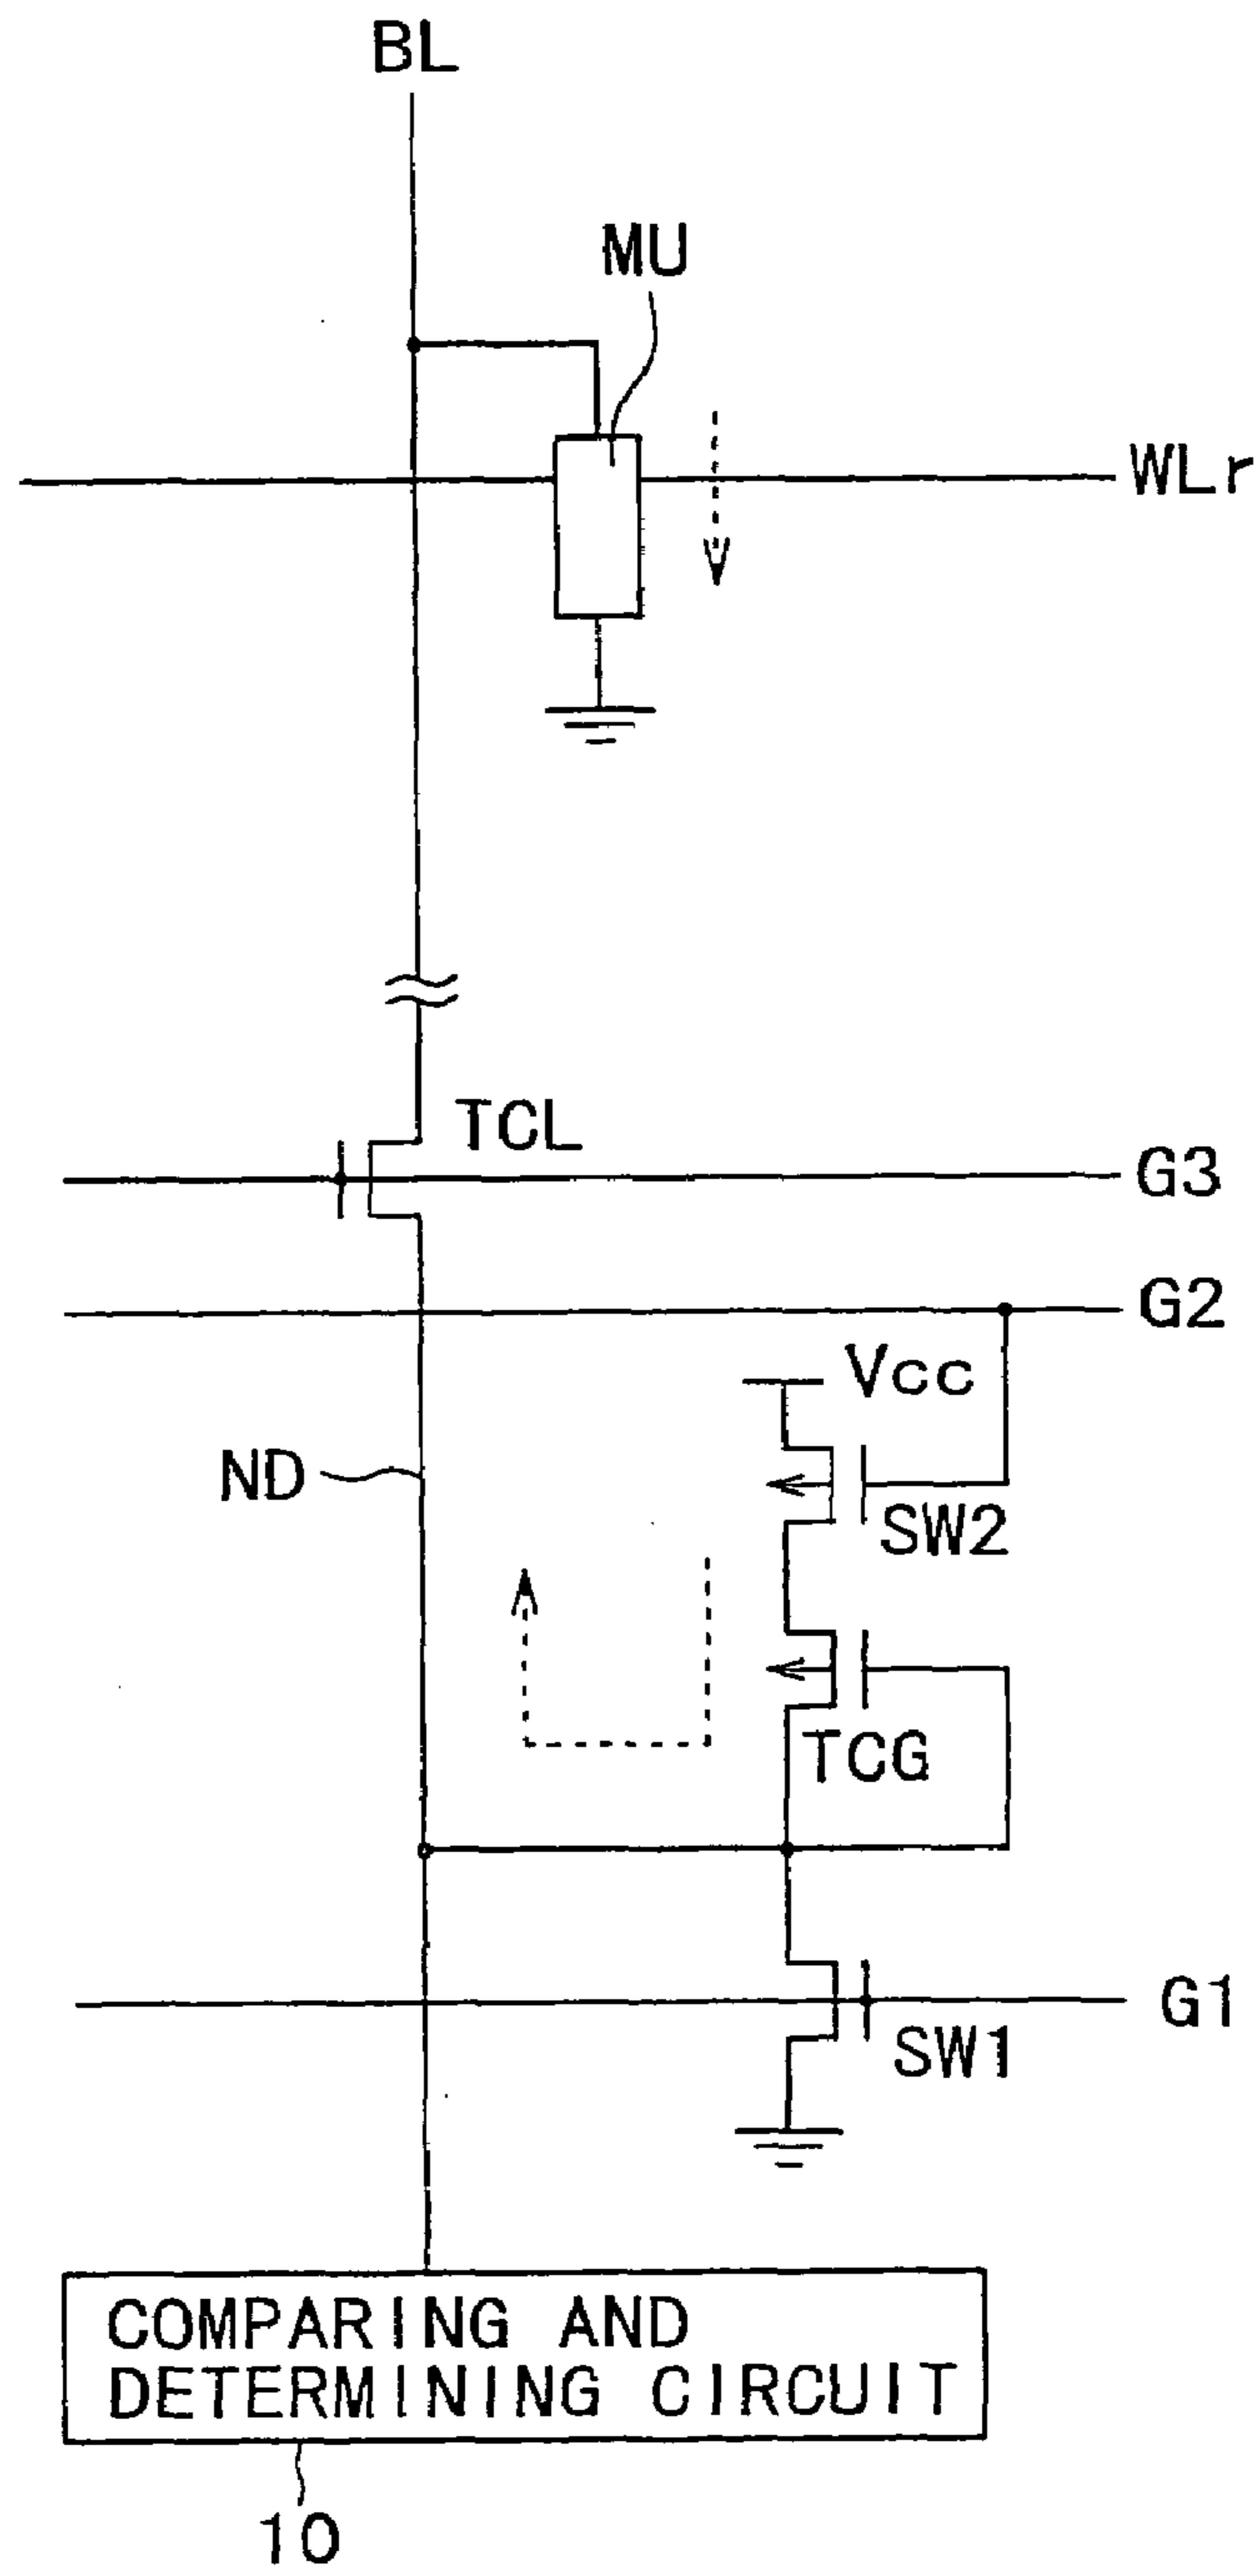 BL
MU
WLr
TCL
G3
G2
Vcc
ND
SW2
TCG
G1
SW1
COMPARING AND
DETERMINING CIRCUIT
10